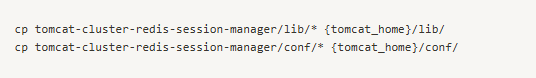 cp tomcat-cluster-redis-session-manager/lib/* {tomcat_home}/lib/
cp tomcat-cluster-redis-session-manager/conf/* {tomcat_home}/conf/